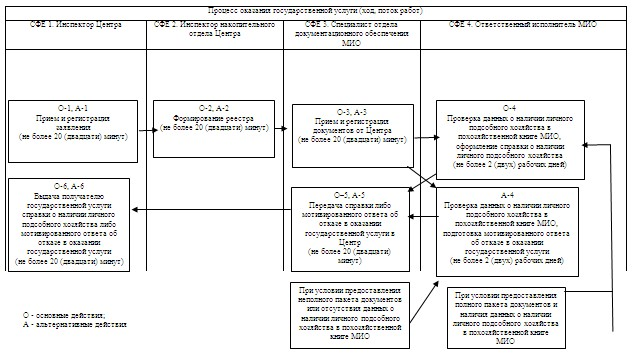 Процесс оказания государственной услуги (ход, поток работ)
СФЕ 1. Инспектор Центра
СФЕ 2. Инспектор накопительного
отдела Центра
СФЕ 3. Специалист отдела
документационного обеспечения
МИО
СФЕ 4. Ответственный исполнитель МИО
О-1, А-1
Прием и регистрация
заявления
(не более 20 (двадцати) минут)
О-2, А-2
Формирование реестра
(не более 20 (двадцати) минут)
О-3, А-3
Прием и регистрация
документов от Центра
(не более 20 (двадцати) минут)
О-4
Проверка данных о наличии личного
подсобного хозяйства в
похозяйственной книге МИО,
оформление справки о наличии
личного подсобного хозяйства
(не более 2 (двух) рабочих дней)
О-6, А-6
Выдача получателю
государственной услуги
справки о наличии личного
подсобного хозяйства либо
мотивированного ответа об
отказе в оказании
государственной услуги
(не более 20 (двадцати) минут)
О–5, А-5
Передача справки либо
мотивированного ответа об
отказе в оказании
государственной услуги в
Центр
(не более 20 (двадцати)
минут)
А-4
Проверка данных о наличии личного
подсобного хозяйства в
похозяйственной книге МИО,
подготовка мотивированного ответа
об отказе в оказании
государственной услуги
(не более 2 (двух) рабочих дней)
При условии предоставления
неполного пакета документов
или отсутствия данных о
наличии личного подсобного
хозяйства в похозяйственной
книге МИО
При условии предоставления
полного пакета документов и
наличия данных о наличии
личного подсобного хозяйства
в похозяйственной книге
МИО
О - основные действия;
А - альтернативные действия